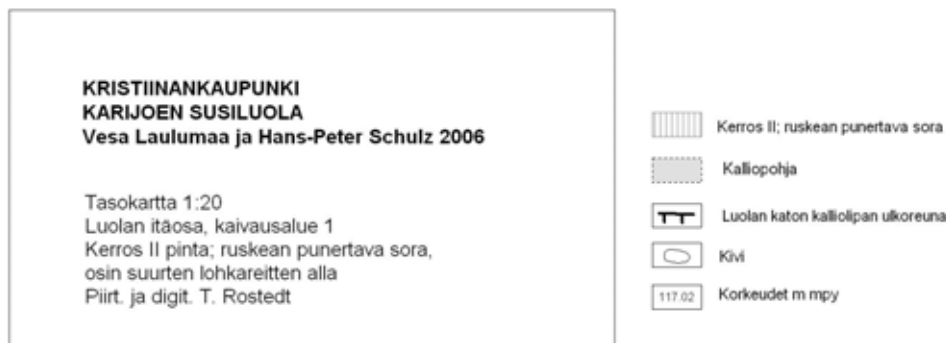 KRISTIINANKAUPUNKI
KARIJOEN SUSILUOLA
Vesa Laulumaa ja Hans-Peter Schulz 2006
Tasokartta 1:20
Luolan itäosa, kaivausalue 1
Kerros II pinta; ruskean punertava sora,
osin suurten lohkareitten alla
Piirt. ja digit. T. Rostedt
Kerros II; ruskean punertava sora
Kalliopohja
Luolan katon kalliolipan ulkoreuna
Kivi
117.02 Korkeudet m mpy